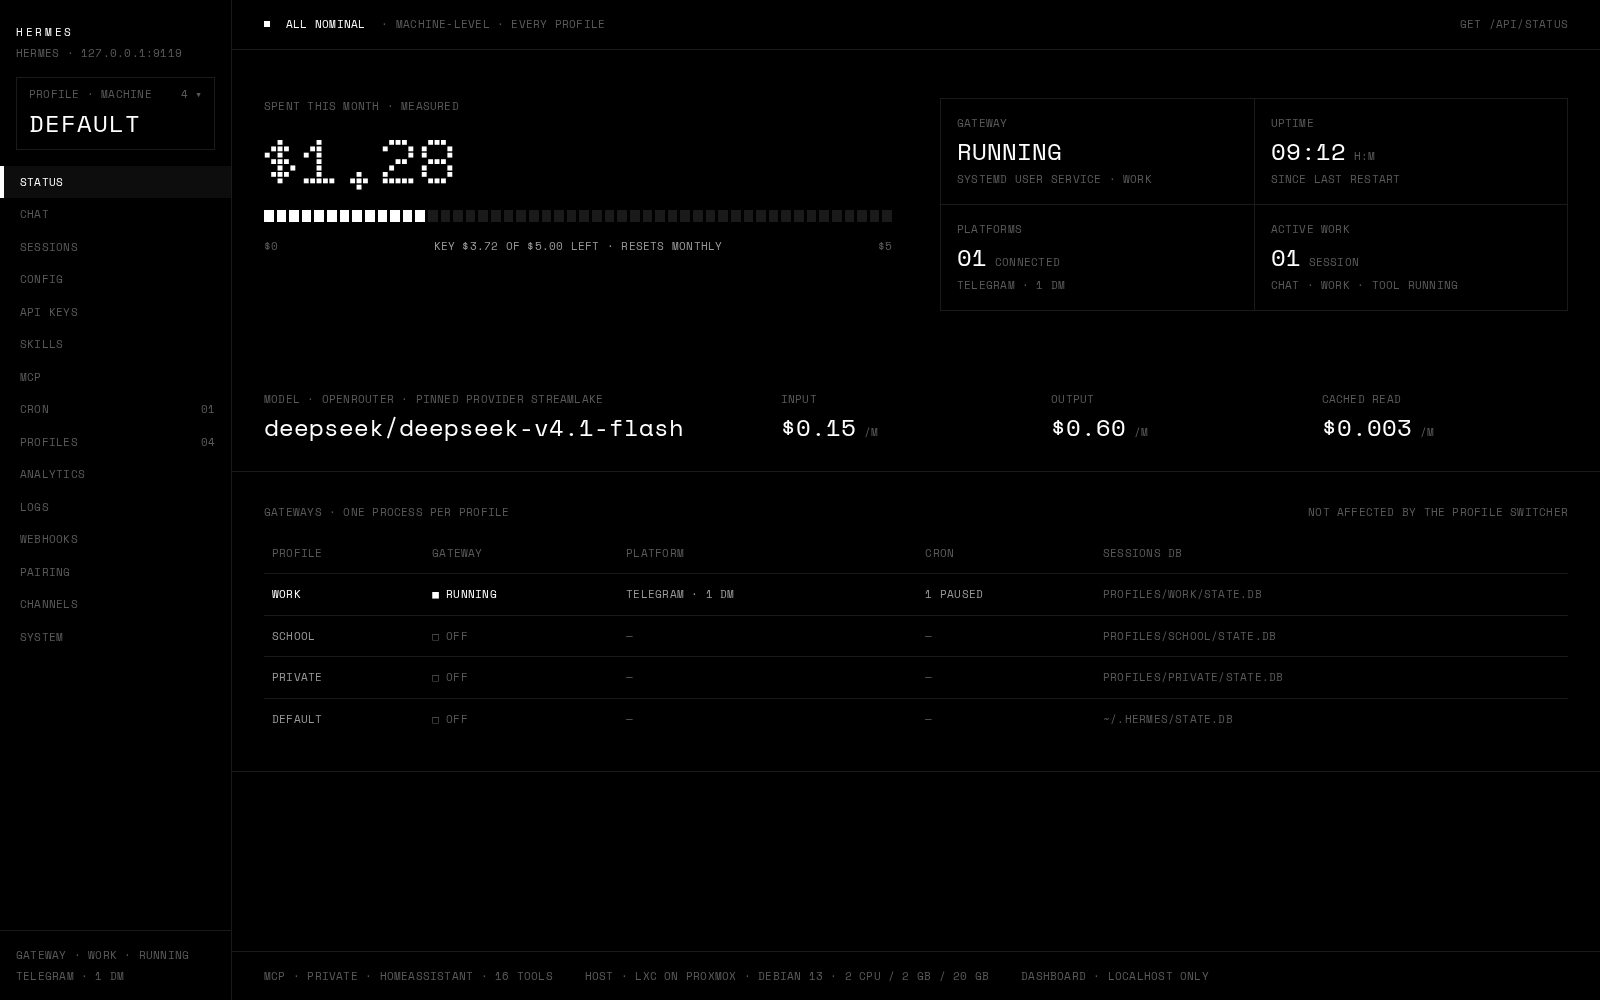 HERMES
HERMES · 127.0.0.1:9119
PROFILE · MACHINE 4 ▾
DEFAULT
STATUS
CHAT
SESSIONS
CONFIG
API KEYS
SKILLS
MCP
CRON 01
PROFILES 04
ANALYTICS
LOGS
WEBHOOKS
PAIRING
CHANNELS
SYSTEM
GATEWAY · WORK · RUNNING
TELEGRAM · 1 DM
■ ALL NOMINAL · MACHINE-LEVEL · EVERY PROFILE GET /API/STATUS
SPENT THIS MONTH · MEASURED
$1.28
$0 KEY $3.72 OF $5.00 LEFT · RESETS MONTHLY $5
GATEWAY
RUNNING
SYSTEMD USER SERVICE · WORK
UPTIME
09:12 H:M
SINCE LAST RESTART
PLATFORMS
01 CONNECTED
TELEGRAM · 1 DM
ACTIVE WORK
01 SESSION
CHAT · WORK · TOOL RUNNING
MODEL · OPENROUTER · PINNED PROVIDER STREAMLAKE
deepseek/deepseek-v4.1-flash
INPUT
$0.15 /M
OUTPUT
$0.60 /M
CACHED READ
$0.003 /M
GATEWAYS · ONE PROCESS PER PROFILE NOT AFFECTED BY THE PROFILE SWITCHER
PROFILE GATEWAY PLATFORM CRON SESSIONS DB
WORK ■ RUNNING TELEGRAM · 1 DM 1 PAUSED PROFILES/WORK/STATE.DB
SCHOOL □ OFF — — PROFILES/SCHOOL/STATE.DB
PRIVATE □ OFF — — PROFILES/PRIVATE/STATE.DB
DEFAULT □ OFF — — ~/.HERMES/STATE.DB
MCP · PRIVATE · HOMEASSISTANT · 16 TOOLS HOST · LXC ON PROXMOX · DEBIAN 13 · 2 CPU / 2 GB / 20 GB DASHBOARD · LOCALHOST ONLY